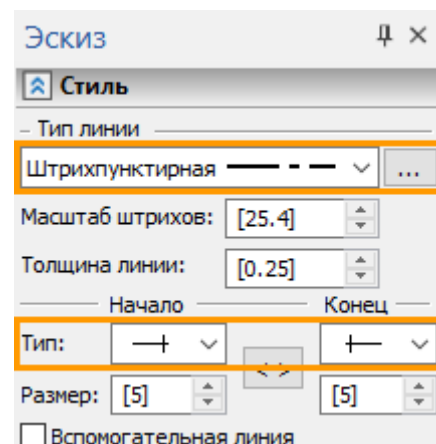 Эскиз
Стиль
Тип линии
Штрихпунктирная ...
Масштаб штрихов: [25.4]
Толщина линии: [0.25]
Начало Конец
Тип: < >
Размер: [5] [5]
Вспомогательная линия